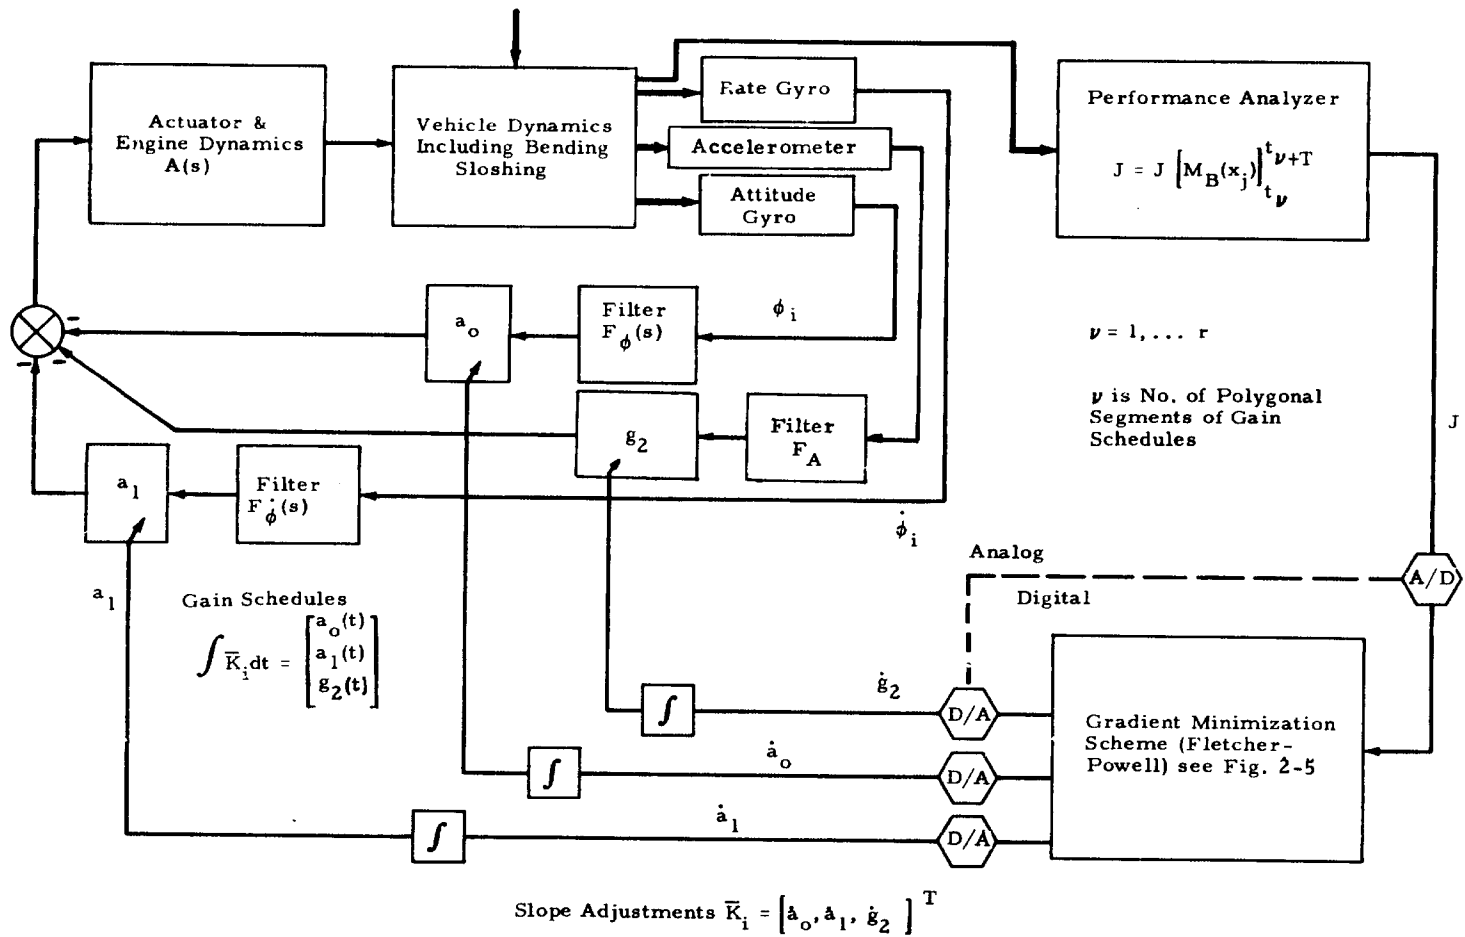 Actuator &
Engine Dynamics
A(s)
Vehicle Dynamics
Including Bending
Sloshing
Rate Gyro
Accelerometer
Attitude
Gyro
Performance Analyzer
J = J [M_B(x_j)]_{t_ν}^{t_ν+T}
a_o
Filter
F_ϕ(s)
ϕ_i
g_2
Filter
F_A
a_1
Filter
F_ϕ̇(s)
ϕ̇_i
ν = 1, ... r
ν is No. of Polygonal
Segments of Gain
Schedules
J
A/D
Analog
Digital
a_1
Gain Schedules
∫ K̅_i dt = [a_o(t)
a_1(t)
g_2(t)]
∫
ġ_2
D/A
∫
ȧ_o
D/A
∫
ȧ_1
D/A
Gradient Minimization
Scheme (Fletcher-
Powell) see Fig. 2-5
Slope Adjustments K̅_i = [ȧ_o, ȧ_1, ġ_2]^T